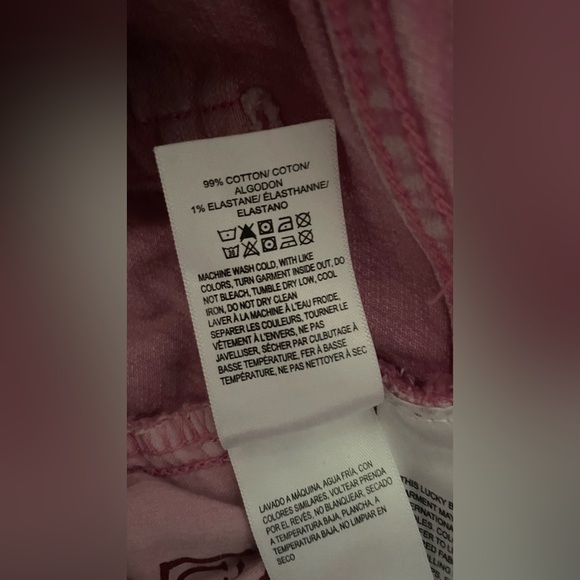 99% COTTON/ COTON/
ALGODON
1% ELASTANE/ ÉLASTHANNE/
ELASTANO
MACHINE WASH COLD, WITH LIKE
COLORS, TURN GARMENT INSIDE OUT, DO
NOT BLEACH, TUMBLE DRY LOW, COOL
IRON, DO NOT DRY CLEAN
LAVER À LA MACHINE À L'EAU FROIDE,
SEPARER LES COULEURS, TOURNER LE
VÊTEMENT À L'ENVERS, NE PAS
JAVELLISER, SÉCHER PAR CULBUTAGE À
BASSE TEMPÉRATURE, FER À BASSE
TEMPÉRATURE, NE PAS NETTOYER À SEC
LAVADO A MÁQUINA, AGUA FRÍA, CON
COLORES SIMILARES, VOLTEAR PRENDA
POR EL REVÉS, NO BLANQUEAR, SECADO
A TEMPERATURA BAJA, PLANCHA, A
TEMPERATURA BAJA, NO LIMPIAR EN
SECO
THIS LUCKY B